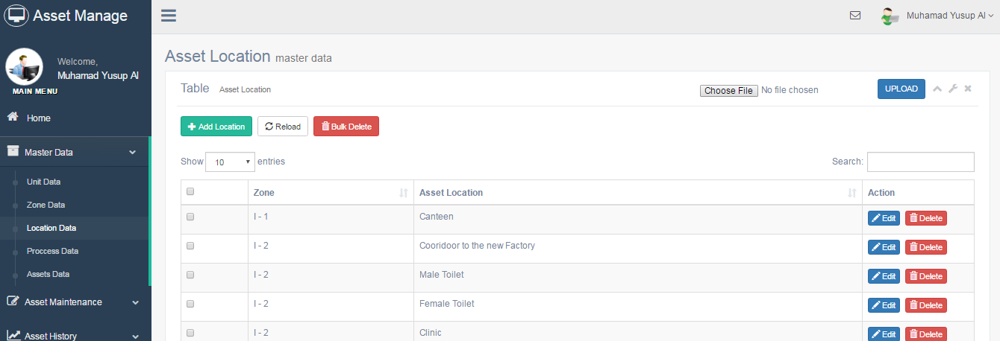 Asset Manage
Muhamad Yusup Al
Welcome,
Muhamad Yusup Al
MAIN MENU
Home
Master Data
Unit Data
Zone Data
Location Data
Proccess Data
Assets Data
Asset Maintenance
Asset History
Asset Location master data
Table Asset Location
Choose File No file chosen
UPLOAD
Add Location Reload Bulk Delete
Show 10 entries
Search:
Zone Asset Location Action
I - 1 Canteen Edit Delete
I - 2 Cooridoor to the new Factory Edit Delete
I - 2 Male Toilet Edit Delete
I - 2 Female Toilet Edit Delete
I - 2 Clinic Edit Delete